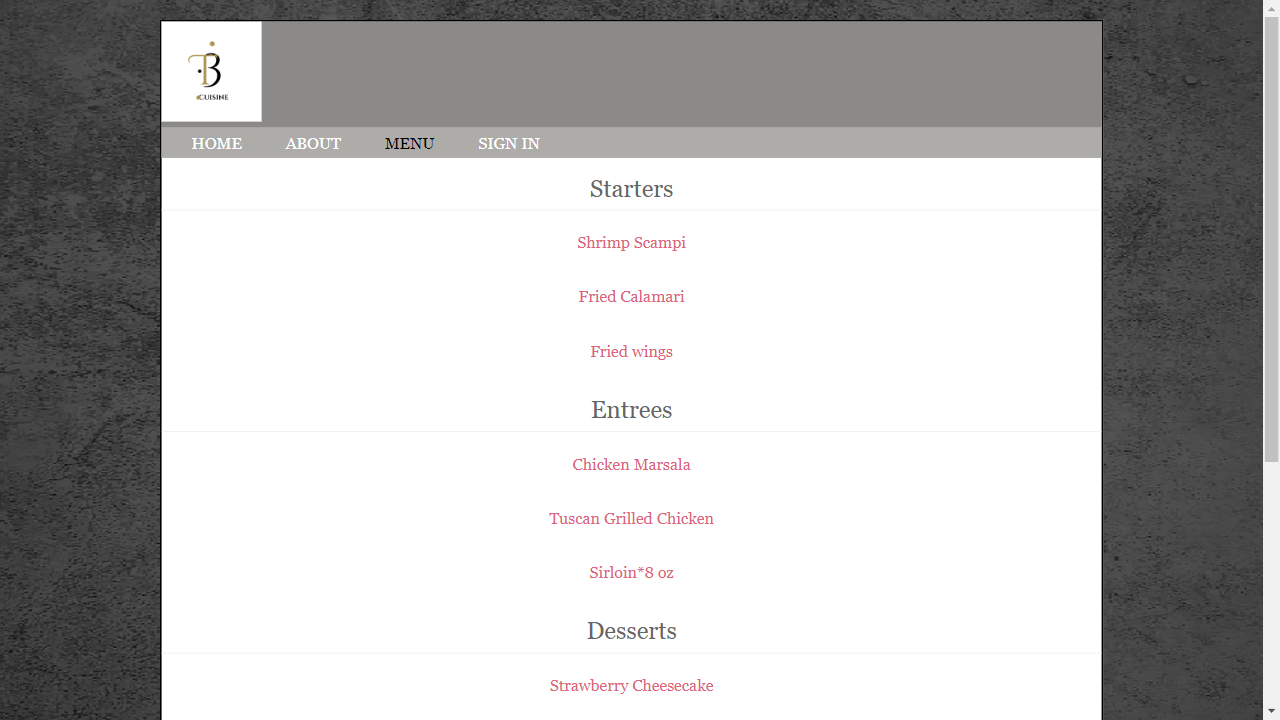 TB
CUISINE
HOME ABOUT MENU SIGN IN
Starters
Shrimp Scampi
Fried Calamari
Fried wings
Entrees
Chicken Marsala
Tuscan Grilled Chicken
Sirloin*8 oz
Desserts
Strawberry Cheesecake